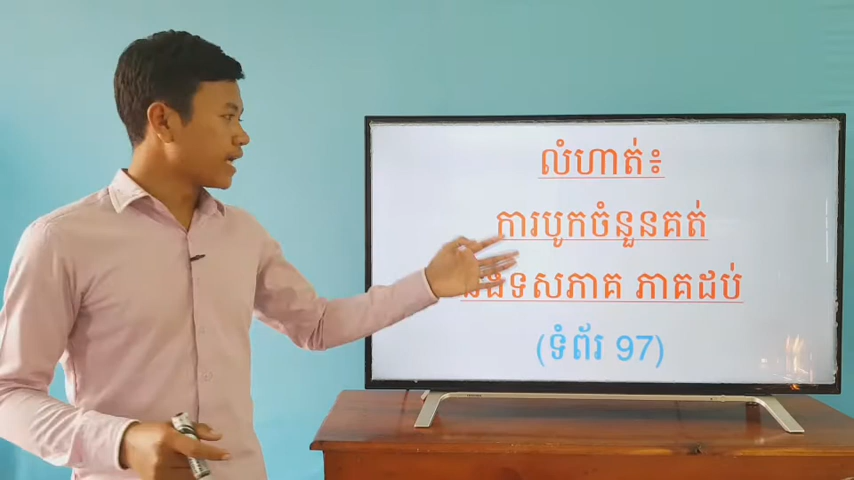 លំហាត់៖
ការបូកចំនួនគត់
ទសភាគ ភាគដប់
(ទំព័រ 97)